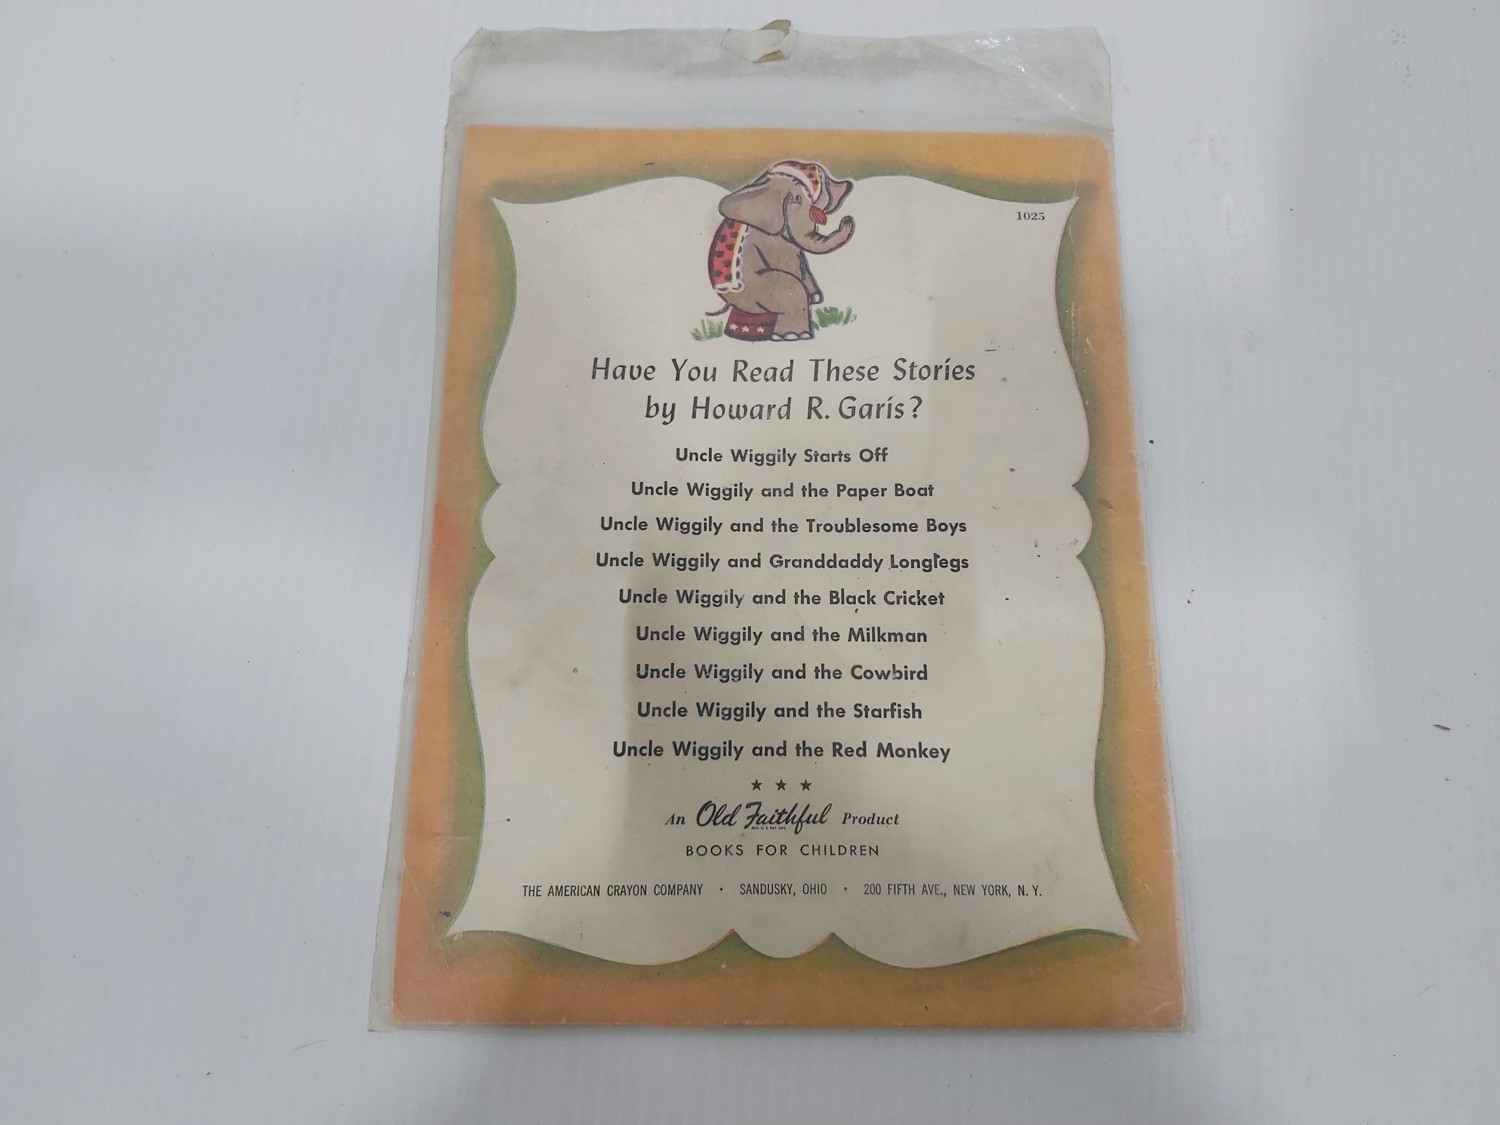 1025
Have You Read These Stories
by Howard R. Garis?
Uncle Wiggily Starts Off
Uncle Wiggily and the Paper Boat
Uncle Wiggily and the Troublesome Boys
Uncle Wiggily and Granddaddy Longlegs
Uncle Wiggily and the Black Cricket
Uncle Wiggily and the Milkman
Uncle Wiggily and the Cowbird
Uncle Wiggily and the Starfish
Uncle Wiggily and the Red Monkey
★ ★ ★
An Old Faithful Product
BOOKS FOR CHILDREN
THE AMERICAN CRAYON COMPANY • SANDUSKY, OHIO • 200 FIFTH AVE., NEW YORK, N. Y.